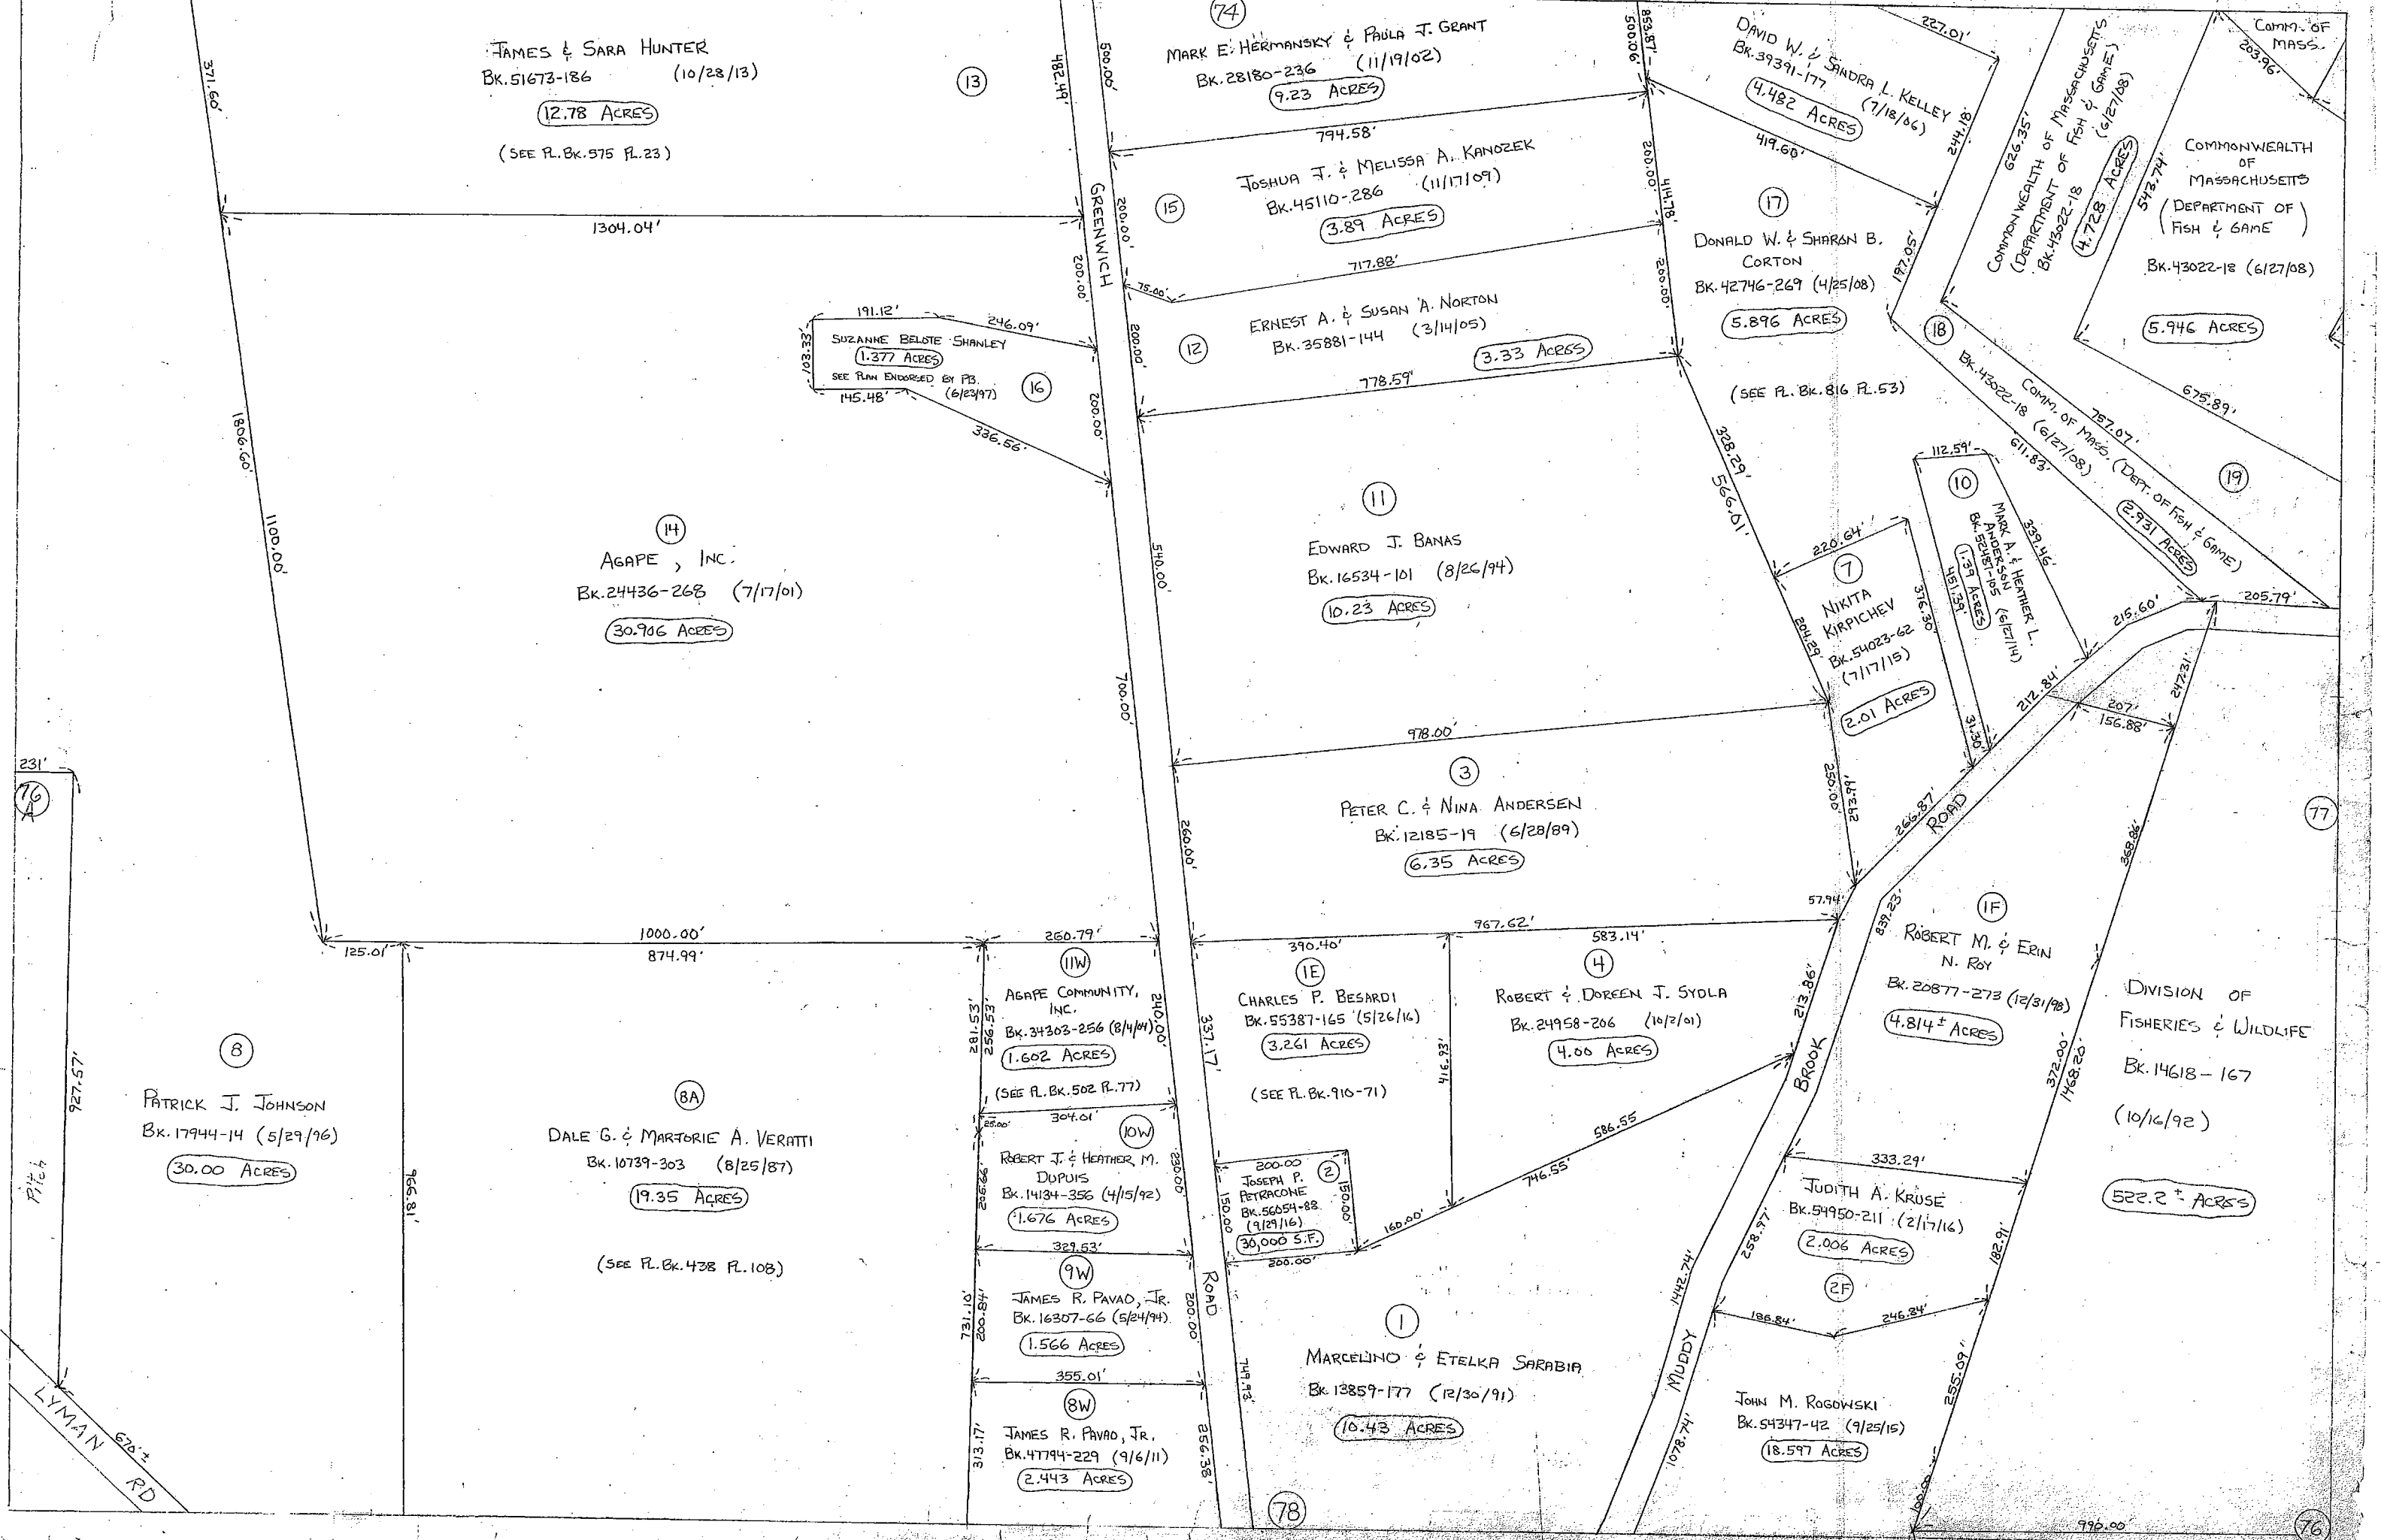 JAMES & SARA HUNTER
BK.51673-186 (10/28/13)
12.78 ACRES
(SEE PL.BK.575 PL.23)
13
371.60'
482.49'
500.00'
1304.04'
74
MARK E. HERMANSKY & PAULA J. GRANT
BK.28180-236 (11/19/02)
9.23 ACRES
794.58'
853.87'
500.06'
DAVID W. & SANDRA L. KELLEY
BK.39391-177 (7/18/06)
4.482 ACRES
227.01'
244.18'
419.60'
COMMONWEALTH OF MASSACHUSETTS
(DEPARTMENT OF FISH & GAME)
BK.43022-18 (6/27/08)
4.728 ACRES
626.35'
543.74'
COMM. OF
MASS.
203.96'
COMMONWEALTH
OF
MASSACHUSETTS
(DEPARTMENT OF
FISH & GAME)
BK.43022-18 (6/27/08)
5.946 ACRES
675.89'
19
15
JOSHUA J. & MELISSA A. KANOZEK
BK.45110-286 (11/17/09)
3.89 ACRES
200.00'
200.00'
414.78'
717.88'
75.00'
GREENWICH
17
DONALD W. & SHARON B.
CORTON
BK.42746-269 (4/25/08)
5.896 ACRES
(SEE PL.BK.816 PL.53)
197.05'
18
BK.43022-18 (6/27/08)
COMM. OF MASS. (DEPT. OF FISH & GAME)
2.931 ACRES
757.07'
611.83'
205.79'
12
ERNEST A. & SUSAN A. NORTON
BK.35881-144 (3/14/05)
3.33 ACRES
200.00'
200.00'
778.59'
191.12'
246.09'
103.33'
SUZANNE BELOTE SHANLEY
1.377 ACRES
SEE PLAN ENDORSED BY P.B.
(6/23/97)
16
145.48'
336.56'
200.00'
200.00'
1806.60'
1100.00'
14
AGAPE, INC.
BK.24436-268 (7/17/01)
30.906 ACRES
700.00'
11
EDWARD J. BANAS
BK.16534-101 (8/26/94)
10.23 ACRES
540.00'
328.29'
566.01'
978.00'
220.64'
7
NIKITA
KIRPICHEV
BK.54023-62
(7/17/15)
2.01 ACRES
204.29'
376.30'
112.59'
10
MARK A. & HEATHER L.
ANDERSON
BK.52487-105 (6/27/14)
1.39 ACRES
451.39'
339.46'
31.30'
215.60'
212.84'
207'
156.88'
247.31'
3
PETER C. & NINA ANDERSEN
BK.12185-19 (6/28/89)
6.35 ACRES
260.00'
250.00'
293.99'
266.87'
ROAD
57.94'
967.62'
231'
76
A
77
1000.00'
125.01'
874.99'
260.79'
390.40'
583.14'
8
PATRICK J. JOHNSON
BK.17944-14 (5/29/96)
30.00 ACRES
927.57'
Pitch
LYMAN RD
670'±
966.81'
8A
DALE G. & MARJORIE A. VERATTI
BK.10739-303 (8/25/87)
19.35 ACRES
(SEE PL.BK.438 PL.108)
11W
AGAPE COMMUNITY,
INC.
BK.34303-256 (8/4/04)
1.602 ACRES
(SEE PL.BK.502 PL.77)
281.53'
256.53'
240.00'
304.01'
25.00'
10W
ROBERT J. & HEATHER M.
DUPUIS
BK.14134-356 (4/15/92)
1.676 ACRES
205.66'
230.00'
329.53'
9W
JAMES R. PAVAO, JR.
BK.16307-66 (5/24/94)
1.566 ACRES
731.10'
200.84'
200.00'
355.01'
8W
JAMES R. PAVAO, JR.
BK.47794-229 (9/6/11)
2.443 ACRES
313.17'
256.38'
1E
CHARLES P. BESARDI
BK.55387-165 (5/26/16)
3.261 ACRES
(SEE PL.BK.910-71)
337.17'
416.93'
4
ROBERT & DOREEN J. SYDLA
BK.24958-206 (10/2/01)
4.00 ACRES
213.86'
586.55
746.55'
160.00'
200.00
2
JOSEPH P.
PETRACONE
BK.56054-88
(9/29/16)
30,000 S.F.
150.00
150.00'
200.00'
ROAD
1
MARCELINO & ETELKA SARABIA
BK.13859-177 (12/30/91)
10.43 ACRES
749.93'
78
1442.74'
MUDDY
BROOK
839.23'
1F
ROBERT M. & ERIN
N. ROY
BK.20877-273 (12/31/98)
4.814± ACRES
368.86'
372.00'
1468.20'
333.29'
JUDITH A. KRUSE
BK.54950-211 (2/17/16)
2.006 ACRES
2F
258.97'
182.91'
186.84'
246.84'
JOHN M. ROGOWSKI
BK.54347-42 (9/25/15)
18.597 ACRES
1078.74'
255.09'
100.00
990.00'
DIVISION OF
FISHERIES & WILDLIFE
BK.14618-167
(10/16/92)
522.2± ACRES
76